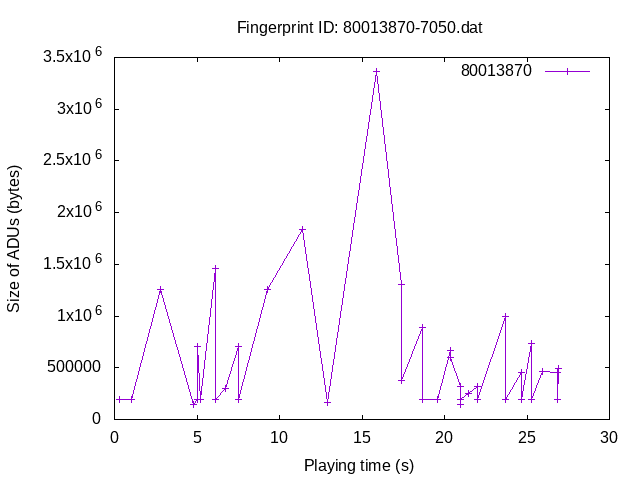 Fingerprint ID: 80013870-7050.dat
80013870
Size of ADUs (bytes)
3.5x10^6
3x10^6
2.5x10^6
2x10^6
1.5x10^6
1x10^6
500000
0
0 5 10 15 20 25 30
Playing time (s)